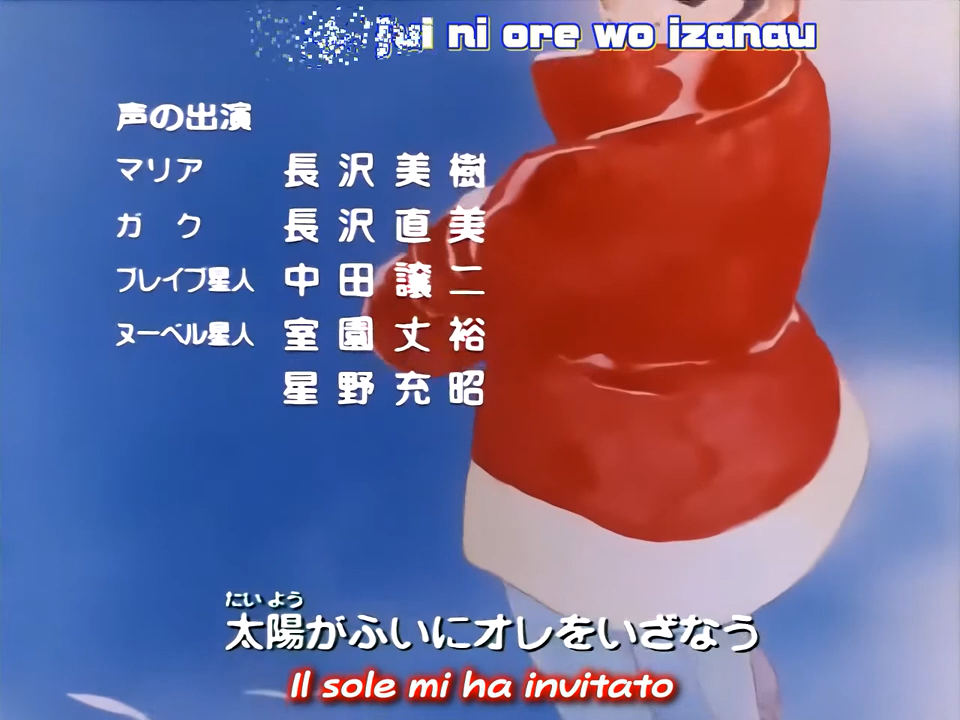 fui ni ore wo izanau
声の出演
マリア 長沢美樹
ガク 長沢直美
ブレイブ星人 中田譲二
ヌーベル星人 室園丈裕
星野充昭
たいよう
太陽がふいにオレをいざなう
Il sole mi ha invitato